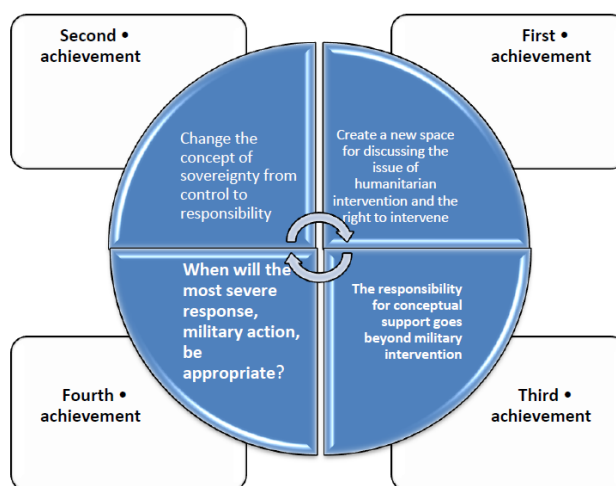 Second •
achievement
First •
achievement
Change the
concept of
sovereignty from
control to
responsibility
Create a new space
for discussing the
issue of
humanitarian
intervention and the
right to intervene
When will the
most severe
response,
military action,
be
appropriate?
The responsibility
for conceptual
support goes
beyond military
intervention
Fourth •
achievement
Third •
achievement